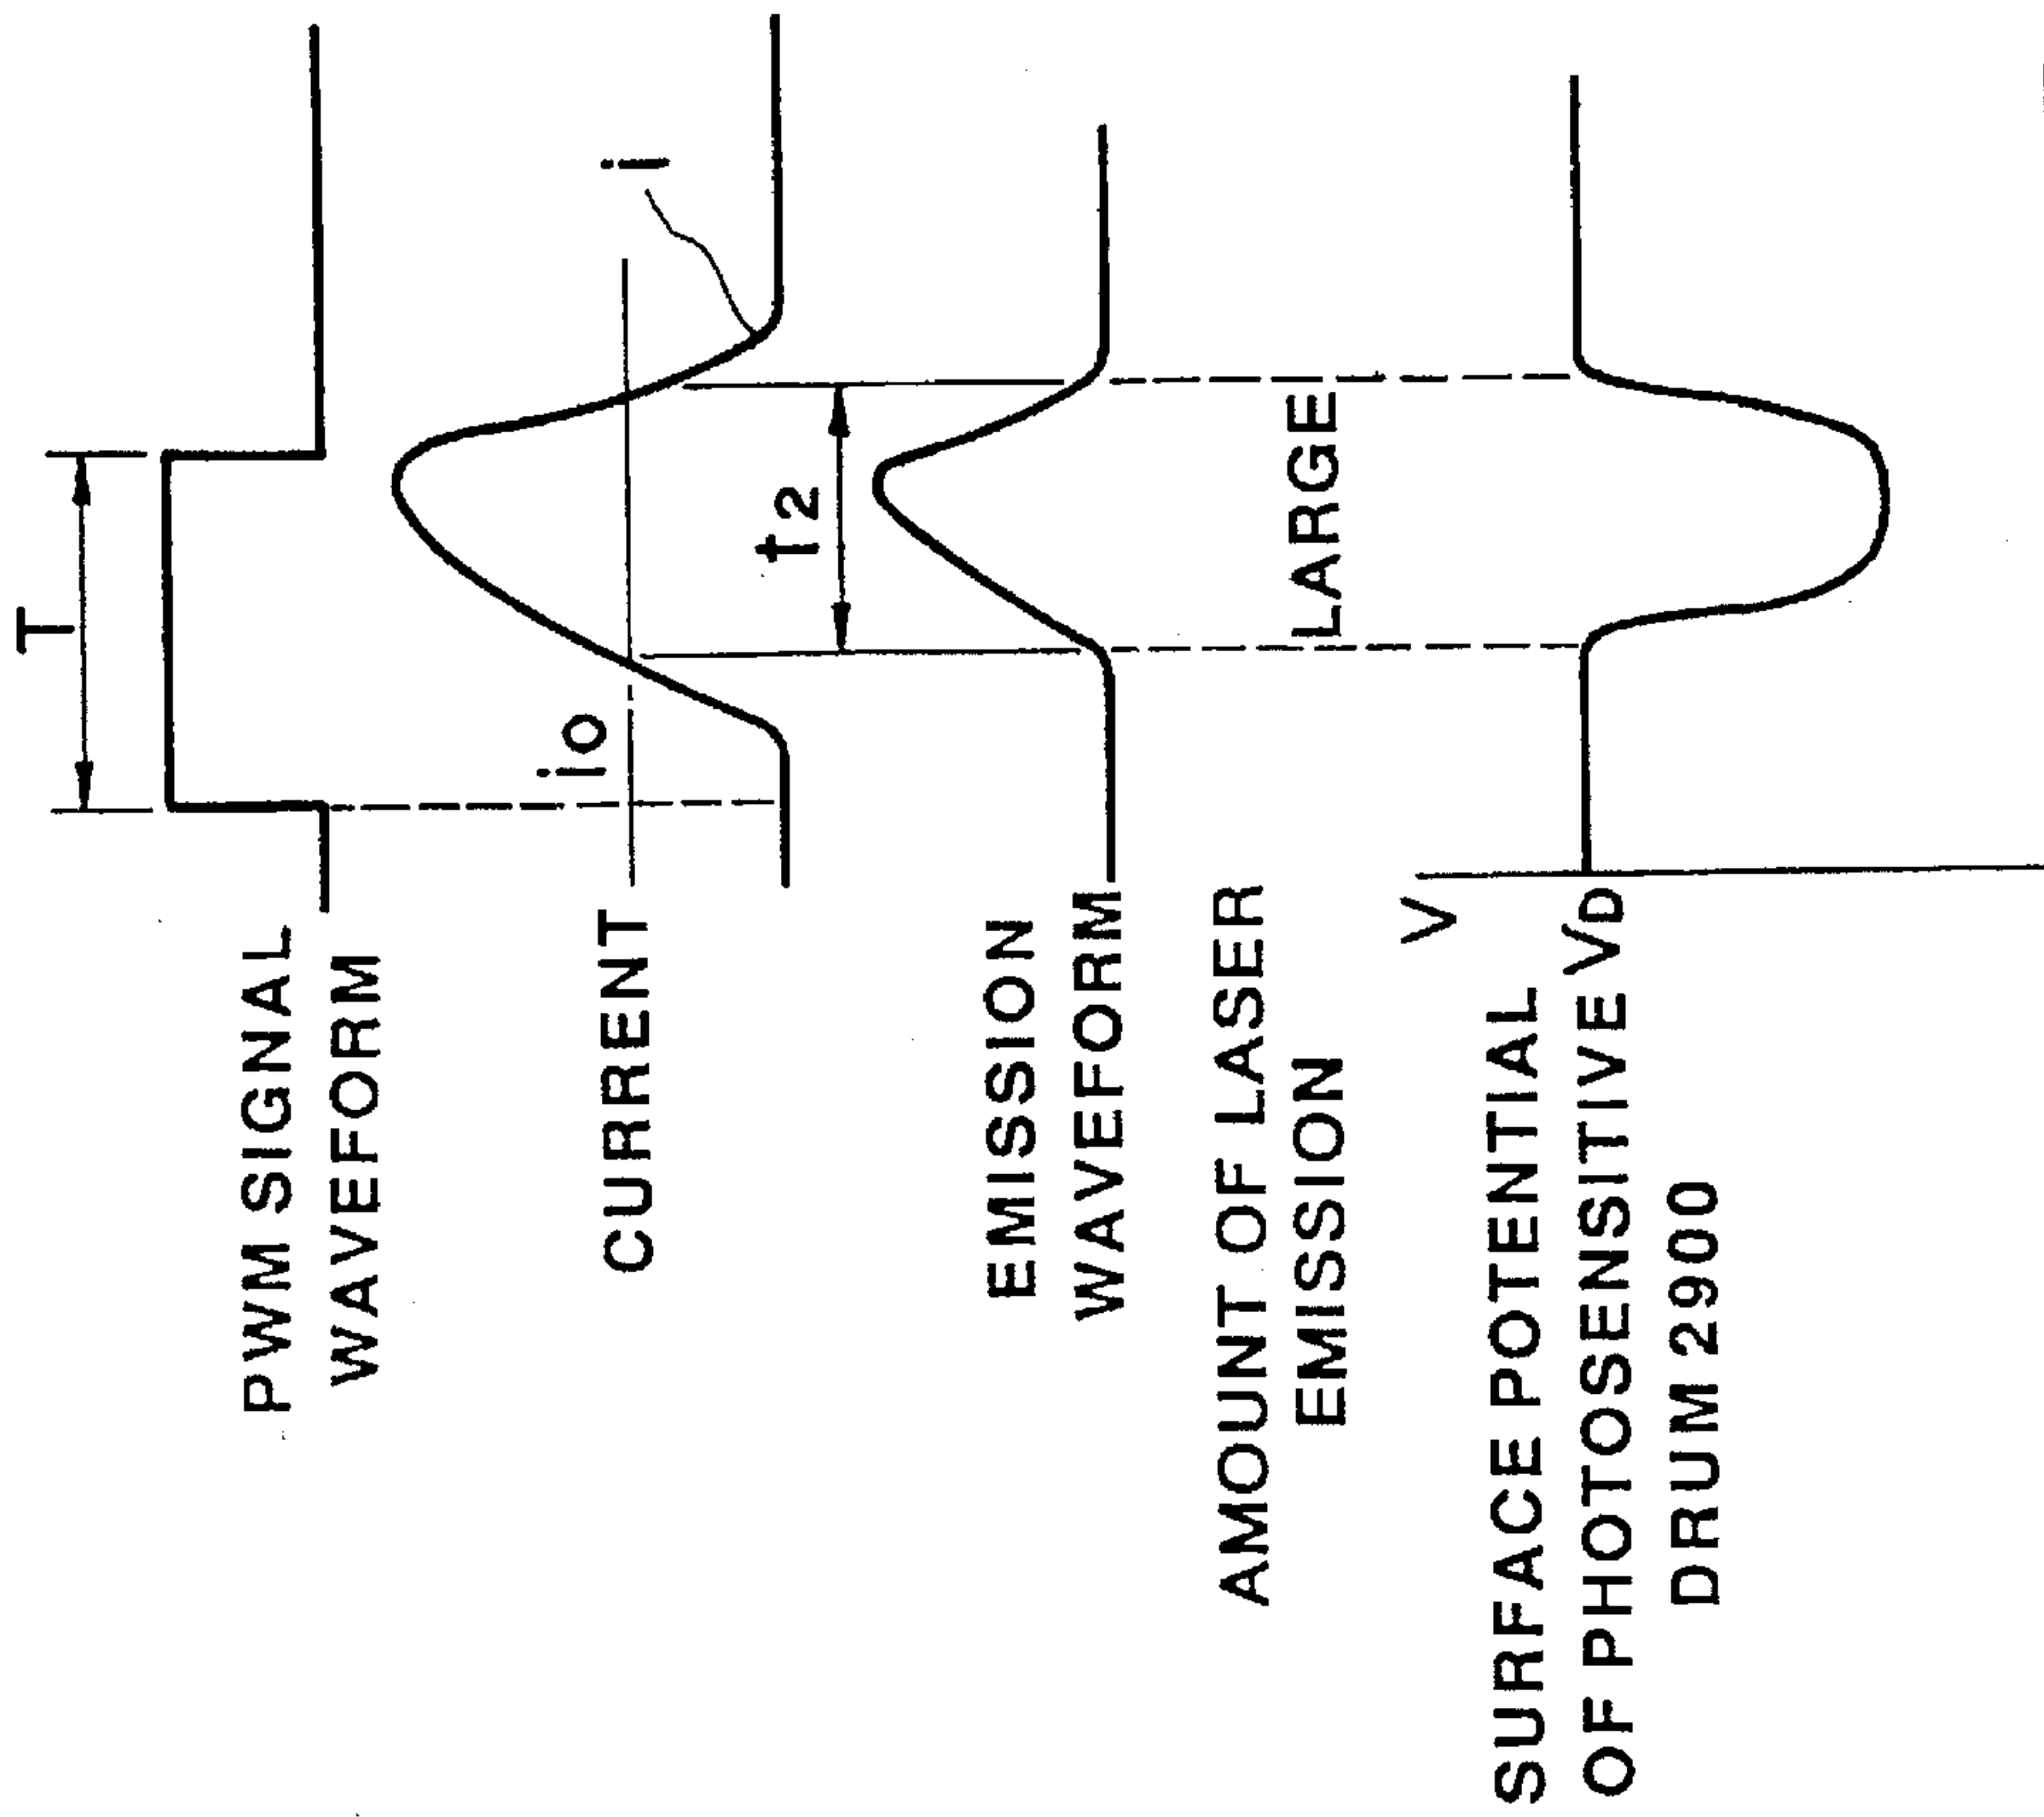 T
PWM SIGNAL
WAVEFORM
i
io
CURRENT
t2
EMISSION
WAVEFORM
AMOUNT OF LASER
EMISSION
LARGE
V
SURFACE POTENTIAL
OF PHOTOSENSITIVE VD
DRUM 2900